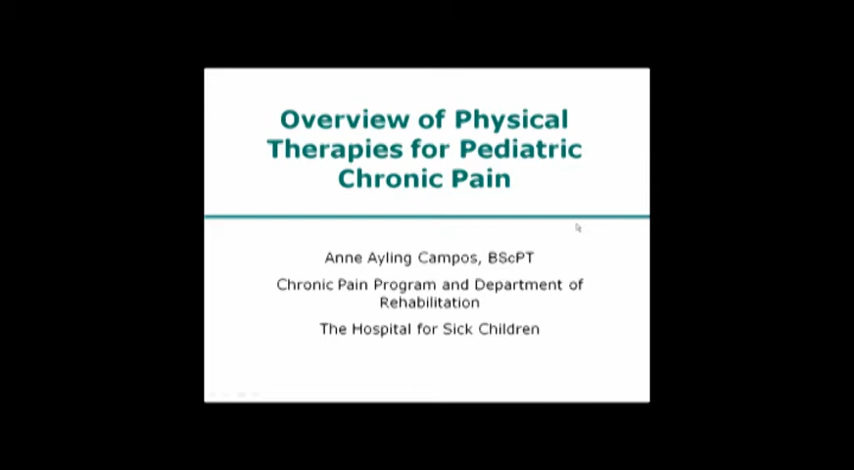 Overview of Physical
Therapies for Pediatric
Chronic Pain
Anne Ayling Campos, BScPT
Chronic Pain Program and Department of
Rehabilitation
The Hospital for Sick Children